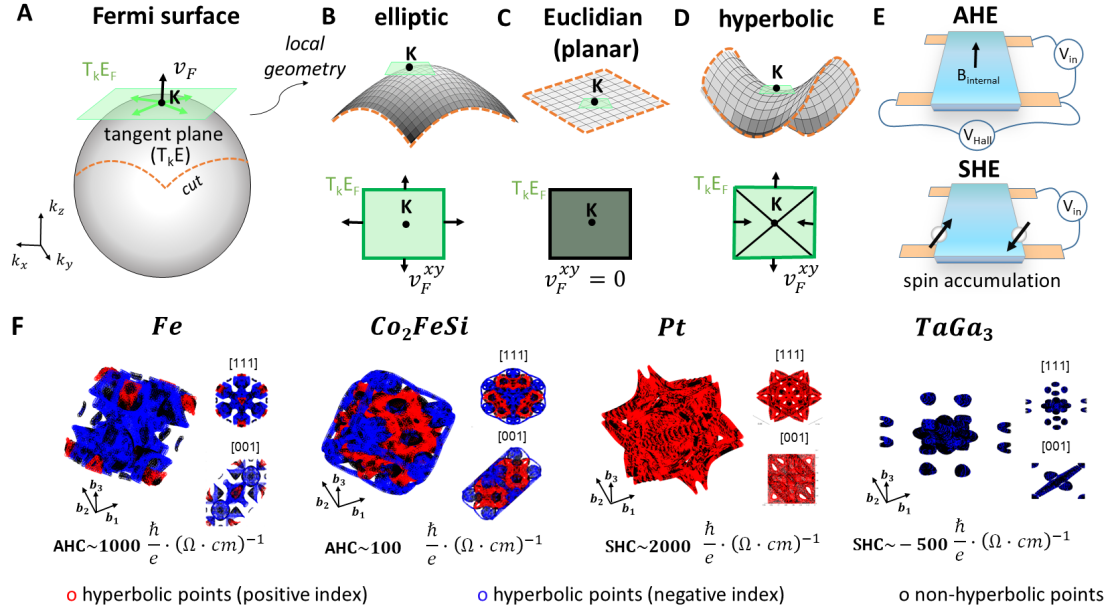 A
Fermi surface
T_kE_F
v_F
K
tangent plane
(T_kE)
cut
k_z
k_x
k_y
local
geometry
B
elliptic
K
T_kE_F
K
v_F^{xy}
C
Euclidian
(planar)
K
T_kE_F
K
v_F^{xy} = 0
D
hyperbolic
K
T_kE_F
K
v_F^{xy}
E
AHE
B_internal
V_in
V_Hall
SHE
V_in
spin accumulation
F
Fe
[111]
[001]
b_3
b_2
b_1
AHC~1000 ℏ/e · (Ω · cm)^{−1}
Co_2FeSi
[111]
[001]
b_3
b_2
b_1
AHC~100 ℏ/e · (Ω · cm)^{−1}
Pt
[111]
[001]
b_3
b_2
b_1
SHC~2000 ℏ/e · (Ω · cm)^{−1}
TaGa_3
[111]
[001]
b_3
b_2
b_1
SHC~ − 500 ℏ/e · (Ω · cm)^{−1}
o hyperbolic points (positive index)
o hyperbolic points (negative index)
o non-hyperbolic points